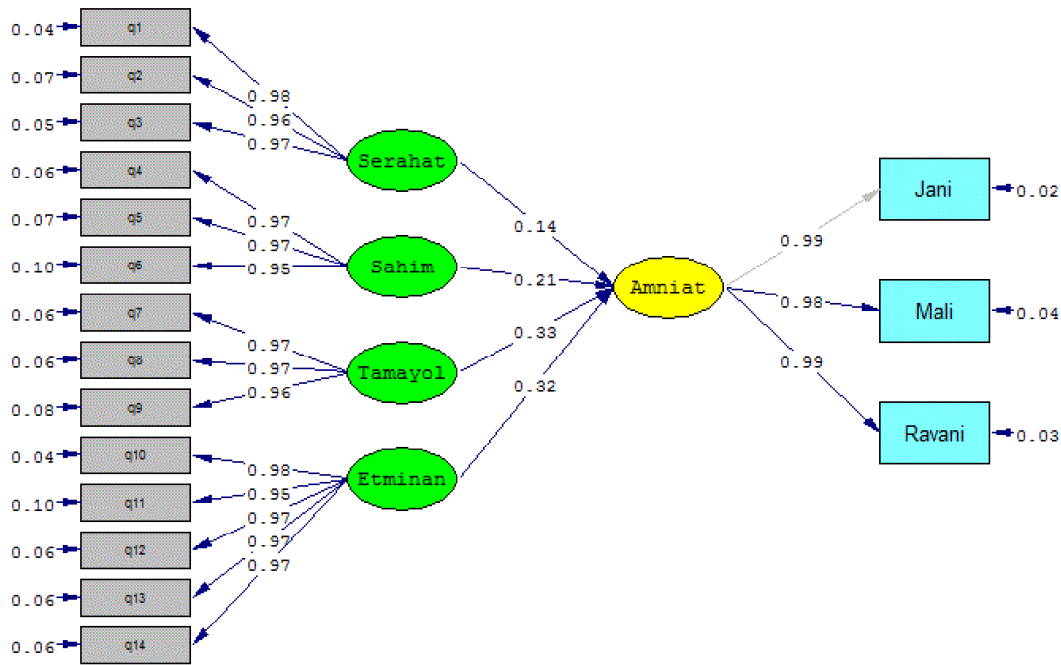 0.04 q1
0.07 q2
0.05 q3
0.06 q4
0.07 q5
0.10 q6
0.06 q7
0.06 q8
0.08 q9
0.04 q10
0.10 q11
0.06 q12
0.06 q13
0.06 q14
0.98
0.96
0.97
0.97
0.97
0.95
0.97
0.97
0.96
0.98
0.95
0.97
0.97
0.97
Serahat
Sahim
Tamayol
Etminan
0.14
0.21
0.33
0.32
Amniat
0.99
0.98
0.99
Jani 0.02
Mali 0.04
Ravani 0.03